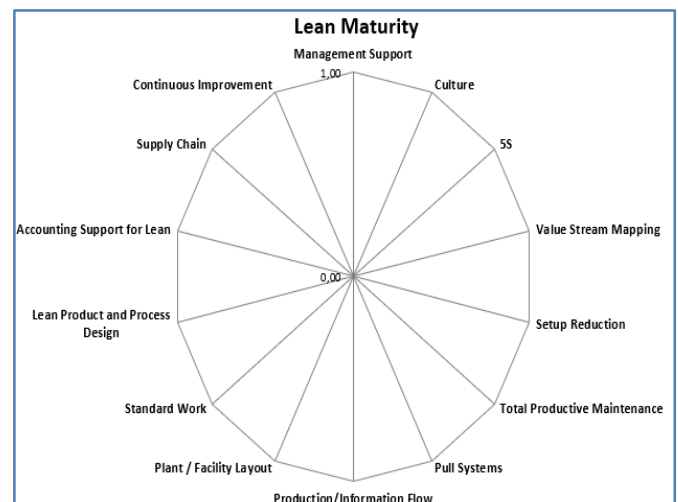 Lean Maturity
Management Support
1,00
Continuous Improvement
Culture
Supply Chain
5S
Accounting Support for Lean
Value Stream Mapping
0,00
Lean Product and Process
Design
Setup Reduction
Standard Work
Total Productive Maintenance
Plant / Facility Layout
Pull Systems
Production/Information Flow